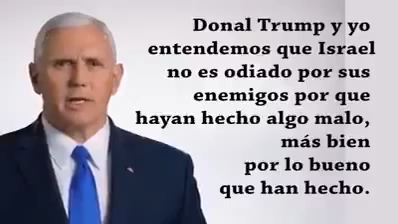 Donal Trump y yo
entendemos que Israel
no es odiado por sus
enemigos por que
hayan hecho algo malo,
más bien
por lo bueno
que han hecho.